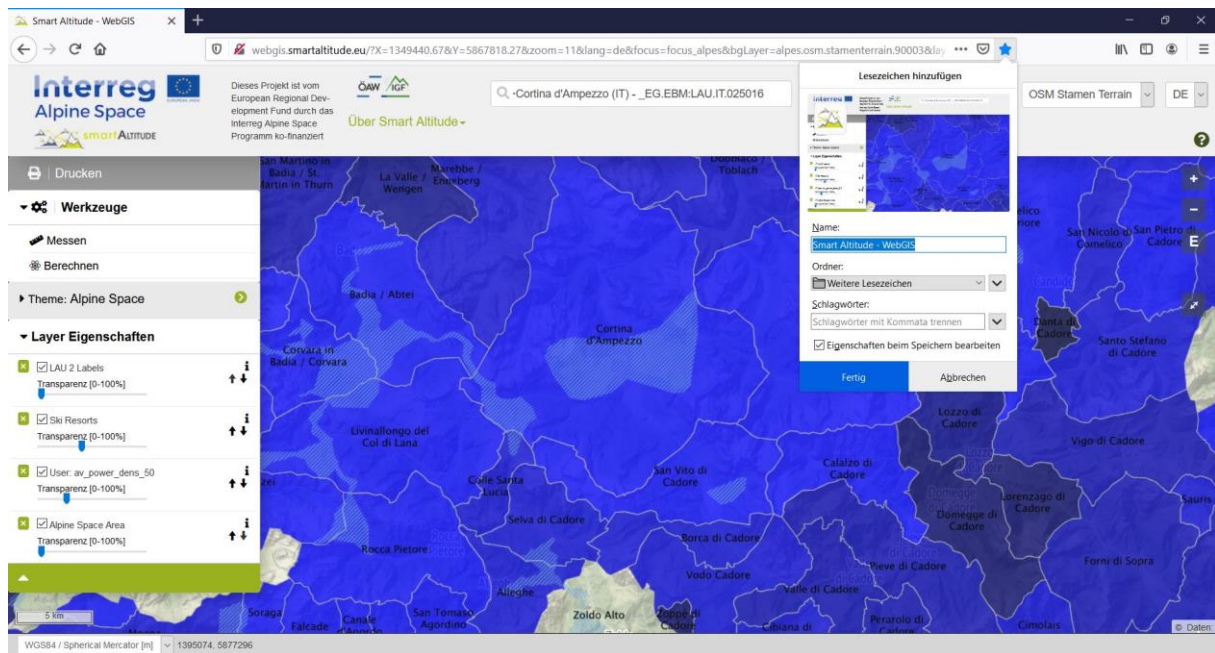 Smart Altitude - WebGIS
webgis.smartaltitude.eu/?X=1349440.67&Y=5867818.27&zoom=11&lang=de&focus=focus_alpes&bgLayer=alpes.osm.stamenterrain.90003&lay
Interreg
Alpine Space
smartALTITUDE
Dieses Projekt ist vom
European Regional Dev-
elopment Fund durch das
Interreg Alpine Space
Programm ko-finanziert
ÖAW IGF
Über Smart Altitude
Cortina d'Ampezzo (IT) - _EG.EBM:LAU.IT.025016
OSM Stamen Terrain
DE
Lesezeichen hinzufügen
Name:
Smart Altitude - WebGIS
Ordner:
Weitere Lesezeichen
Schlagwörter:
Schlagwörter mit Kommata trennen
Eigenschaften beim Speichern bearbeiten
Fertig
Abbrechen
Drucken
Werkzeuge
Messen
Berechnen
Theme: Alpine Space
Layer Eigenschaften
LAU 2 Labels
Transparenz [0-100%]
Ski Resorts
Transparenz [0-100%]
User: av_power_dens_50
Transparenz [0-100%]
Alpine Space Area
Transparenz [0-100%]
5 km
WGS84 / Spherical Mercator [m]
1395074, 5877296
San Martino in
Badia / St.
Martin in Thurn
La Valle /
Wengen
Marebbe /
Enneberg
Dobbiaco /
Toblach
San Nicolò di
Comelico
San Pietro di
Cadore
E
Badia / Abtei
Cortina
d'Ampezzo
Danta di
Cadore
Santo Stefano
di Cadore
Corvara in
Badia / Corvara
Livinallongo del
Col di Lana
Lozzo di
Cadore
Vigo di Cadore
Colle Santa
Lucia
San Vito di
Cadore
Calalzo di
Cadore
Domegge di
Cadore
Lorenzago di
Cadore
Sauris
Selva di Cadore
Rocca Pietore
Borca di Cadore
Vodo Cadore
Pieve di Cadore
Valle di Cadore
Forni di Sopra
Alleghe
Zoldo Alto
Zoppè di
Cadore
Soraga
Falcade
Canale
d'Agordo
San Tomaso
Agordino
Cibiana di
Perarolo di
Cadore
Cimolais
© Daten: